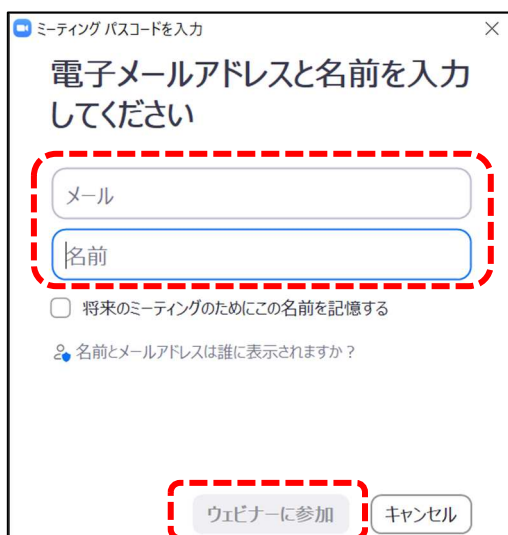 ミーティング パスコードを入力
電子メールアドレスと名前を入力
してください
メール
名前
将来のミーティングのためにこの名前を記憶する
名前とメールアドレスは誰に表示されますか？
ウェビナーに参加 キャンセル